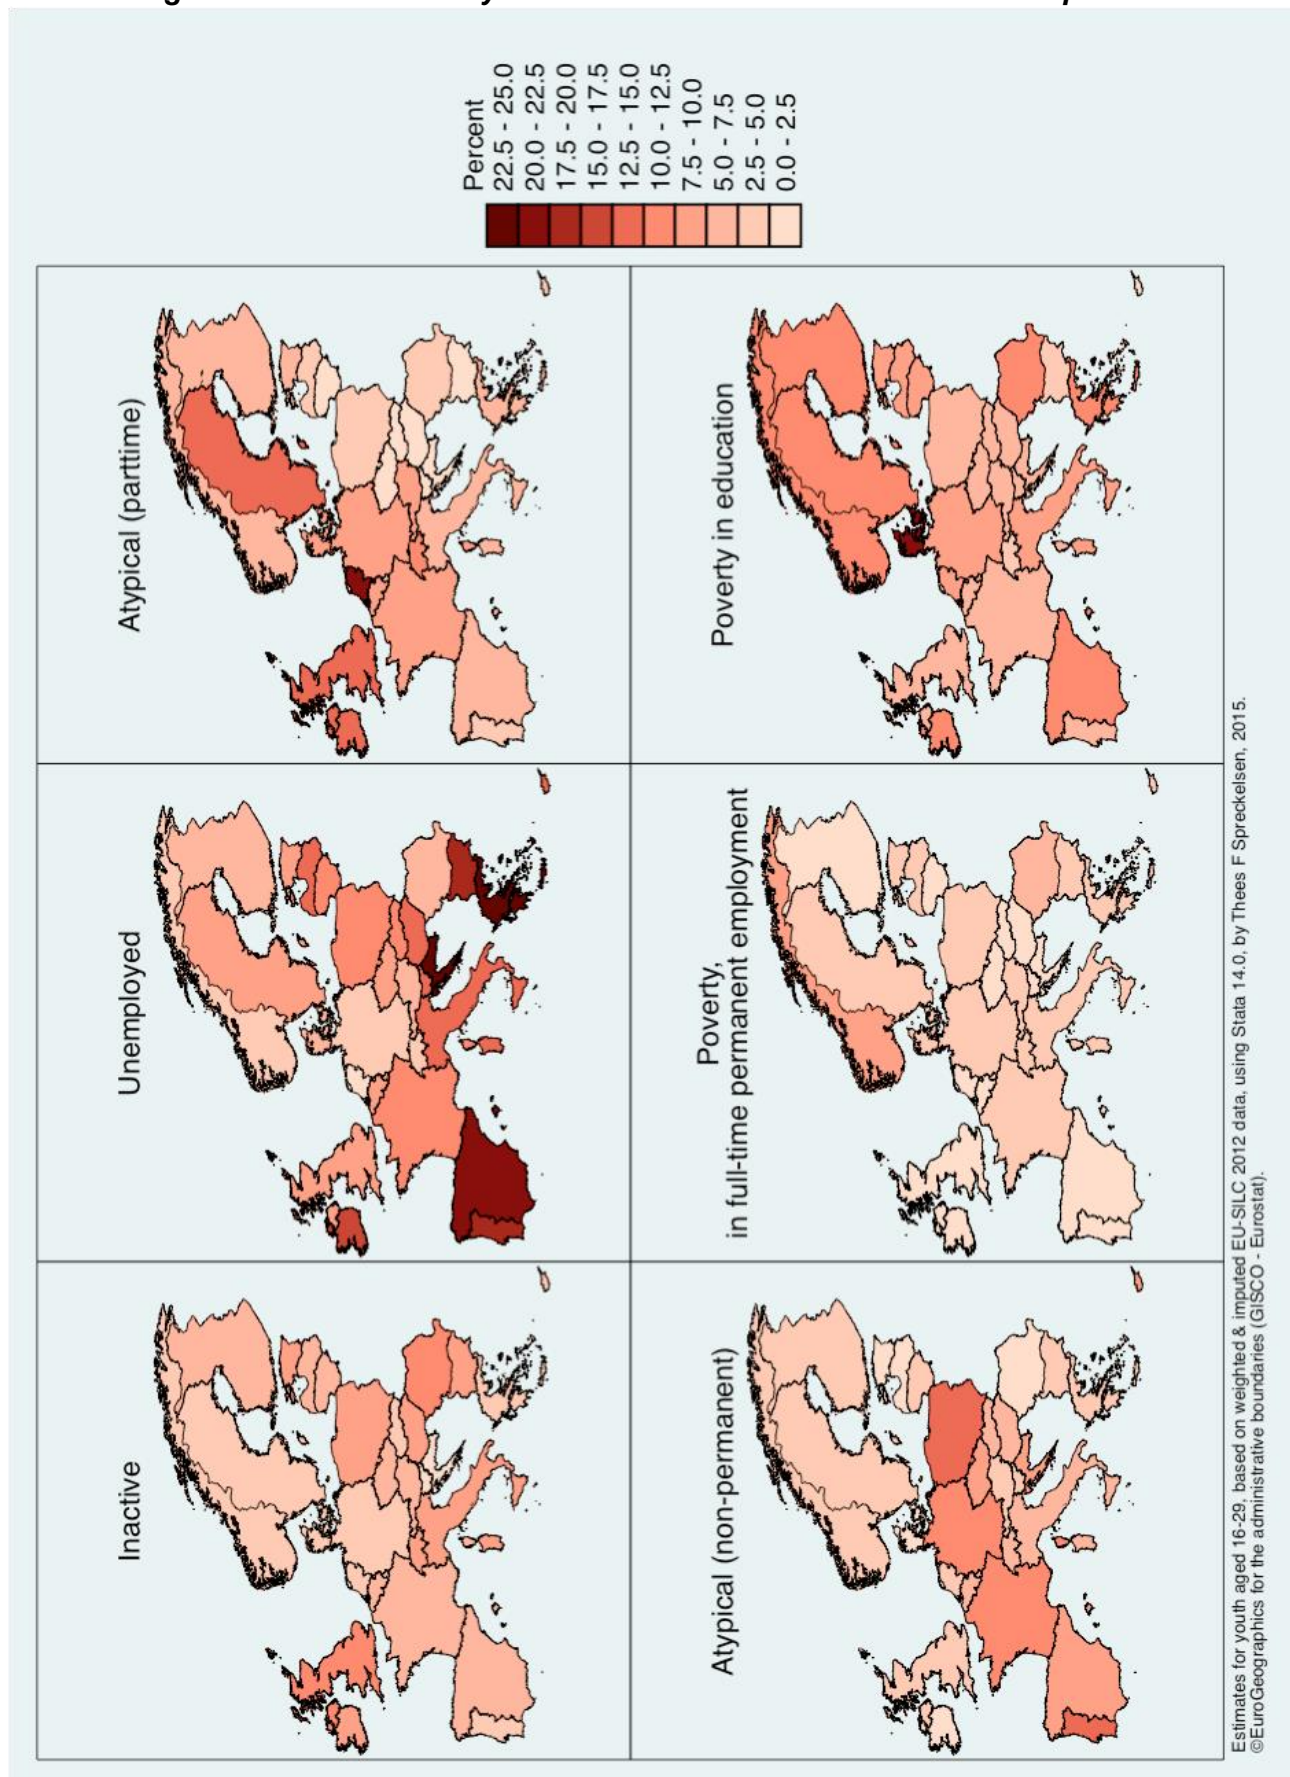 Inactive
Unemployed
Atypical (parttime)
Atypical (non-permanent)
Poverty,
in full-time permanent employment
Poverty in education
Percent
22.5 - 25.0
20.0 - 22.5
17.5 - 20.0
15.0 - 17.5
12.5 - 15.0
10.0 - 12.5
7.5 - 10.0
5.0 - 7.5
2.5 - 5.0
0.0 - 2.5
Estimates for youth aged 16-29, based on weighted & imputed EU-SILC 2012 data, using Stata 14.0, by Thees F Spreckelsen, 2015.
©EuroGeographics for the administrative boundaries (GISCO - Eurostat).